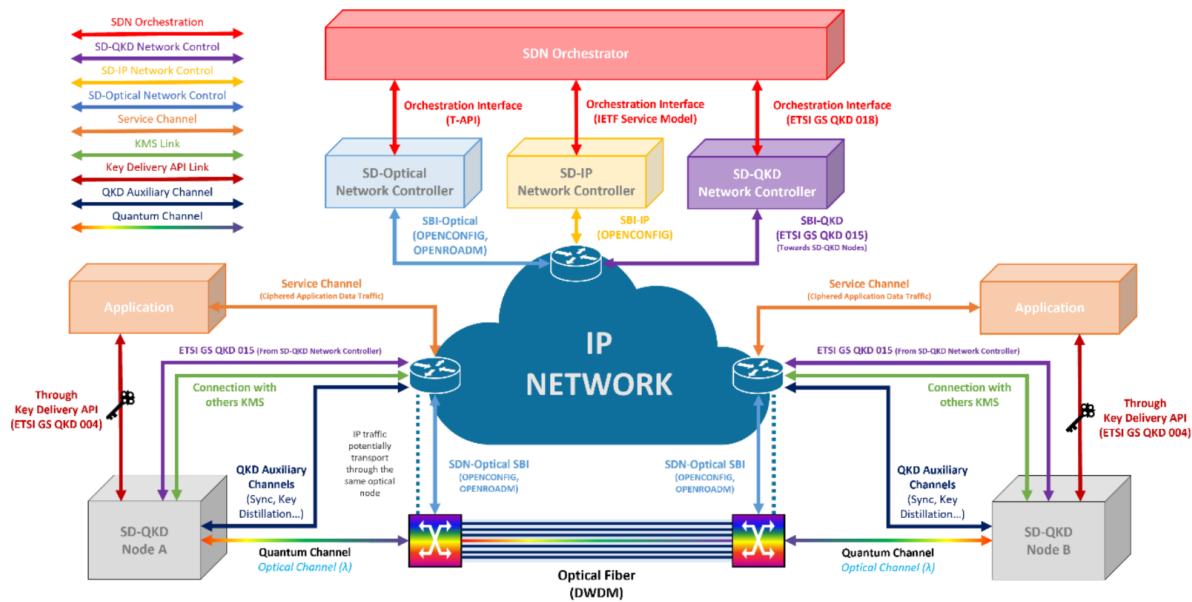 SDN Orchestration
SD-QKD Network Control
SD-IP Network Control
SD-Optical Network Control
Service Channel
KMS Link
Key Delivery API Link
QKD Auxiliary Channel
Quantum Channel
SDN Orchestrator
Orchestration Interface
(T-API)
Orchestration Interface
(IETF Service Model)
Orchestration Interface
(ETSI GS QKD 018)
SD-Optical
Network Controller
SD-IP
Network Controller
SD-QKD
Network Controller
SBI-Optical
(OPENCONFIG,
OPENROADM)
SBI-IP
(OPENCONFIG)
SBI-QKD
(ETSI GS QKD 015)
(Towards SD-QKD Nodes)
Application
Service Channel
(Ciphered Application Data Traffic)
Service Channel
(Ciphered Application Data Traffic)
Application
IP
NETWORK
ETSI GS QKD 015 (From SD-QKD Network Controller)
Connection with
others KMS
ETSI GS QKD 015 (From SD-QKD Network Controller)
Connection with
others KMS
Through
Key Delivery API
(ETSI GS QKD 004)
Through
Key Delivery API
(ETSI GS QKD 004)
IP traffic
potentially
transport
through the
same optical
node
QKD Auxiliary
Channels
(Sync, Key
Distillation...)
SDN-Optical SBI
(OPENCONFIG,
OPENROADM)
SDN-Optical SBI
(OPENCONFIG,
OPENROADM)
QKD Auxiliary
Channels
(Sync, Key
Distillation...)
SD-QKD
Node A
SD-QKD
Node B
Quantum Channel
Optical Channel (λ)
Quantum Channel
Optical Channel (λ)
Optical Fiber
(DWDM)